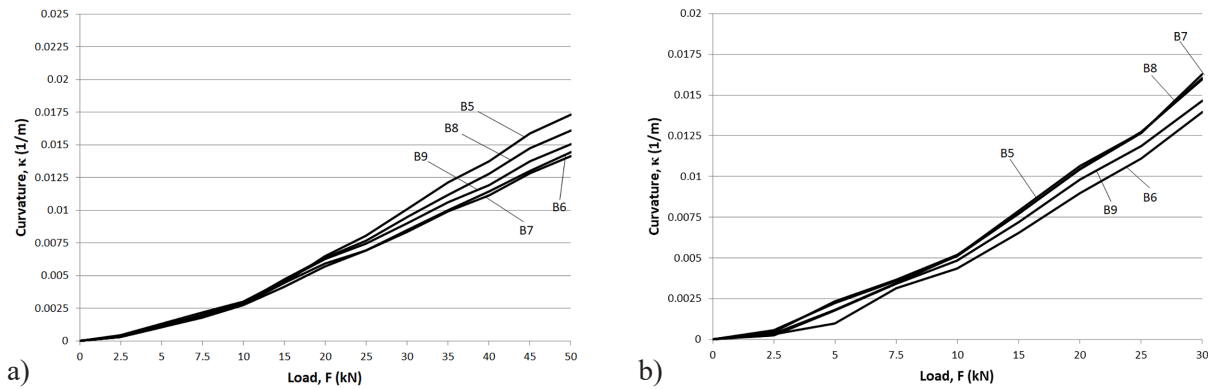 0.025
0.0225
0.02
0.0175
0.015
0.0125
0.01
0.0075
0.005
0.0025
0
Curvature, κ (1/m)
B5
B8
B9
B7
B6
0 2.5 5 7.5 10 15 20 25 30 35 40 45 50
Load, F (kN)
a)
0.02
0.0175
0.015
0.0125
0.01
0.0075
0.005
0.0025
0
Curvature, κ (1/m)
B7
B8
B5
B9
B6
0 2.5 5 7.5 10 15 20 25 30
Load, F (kN)
b)